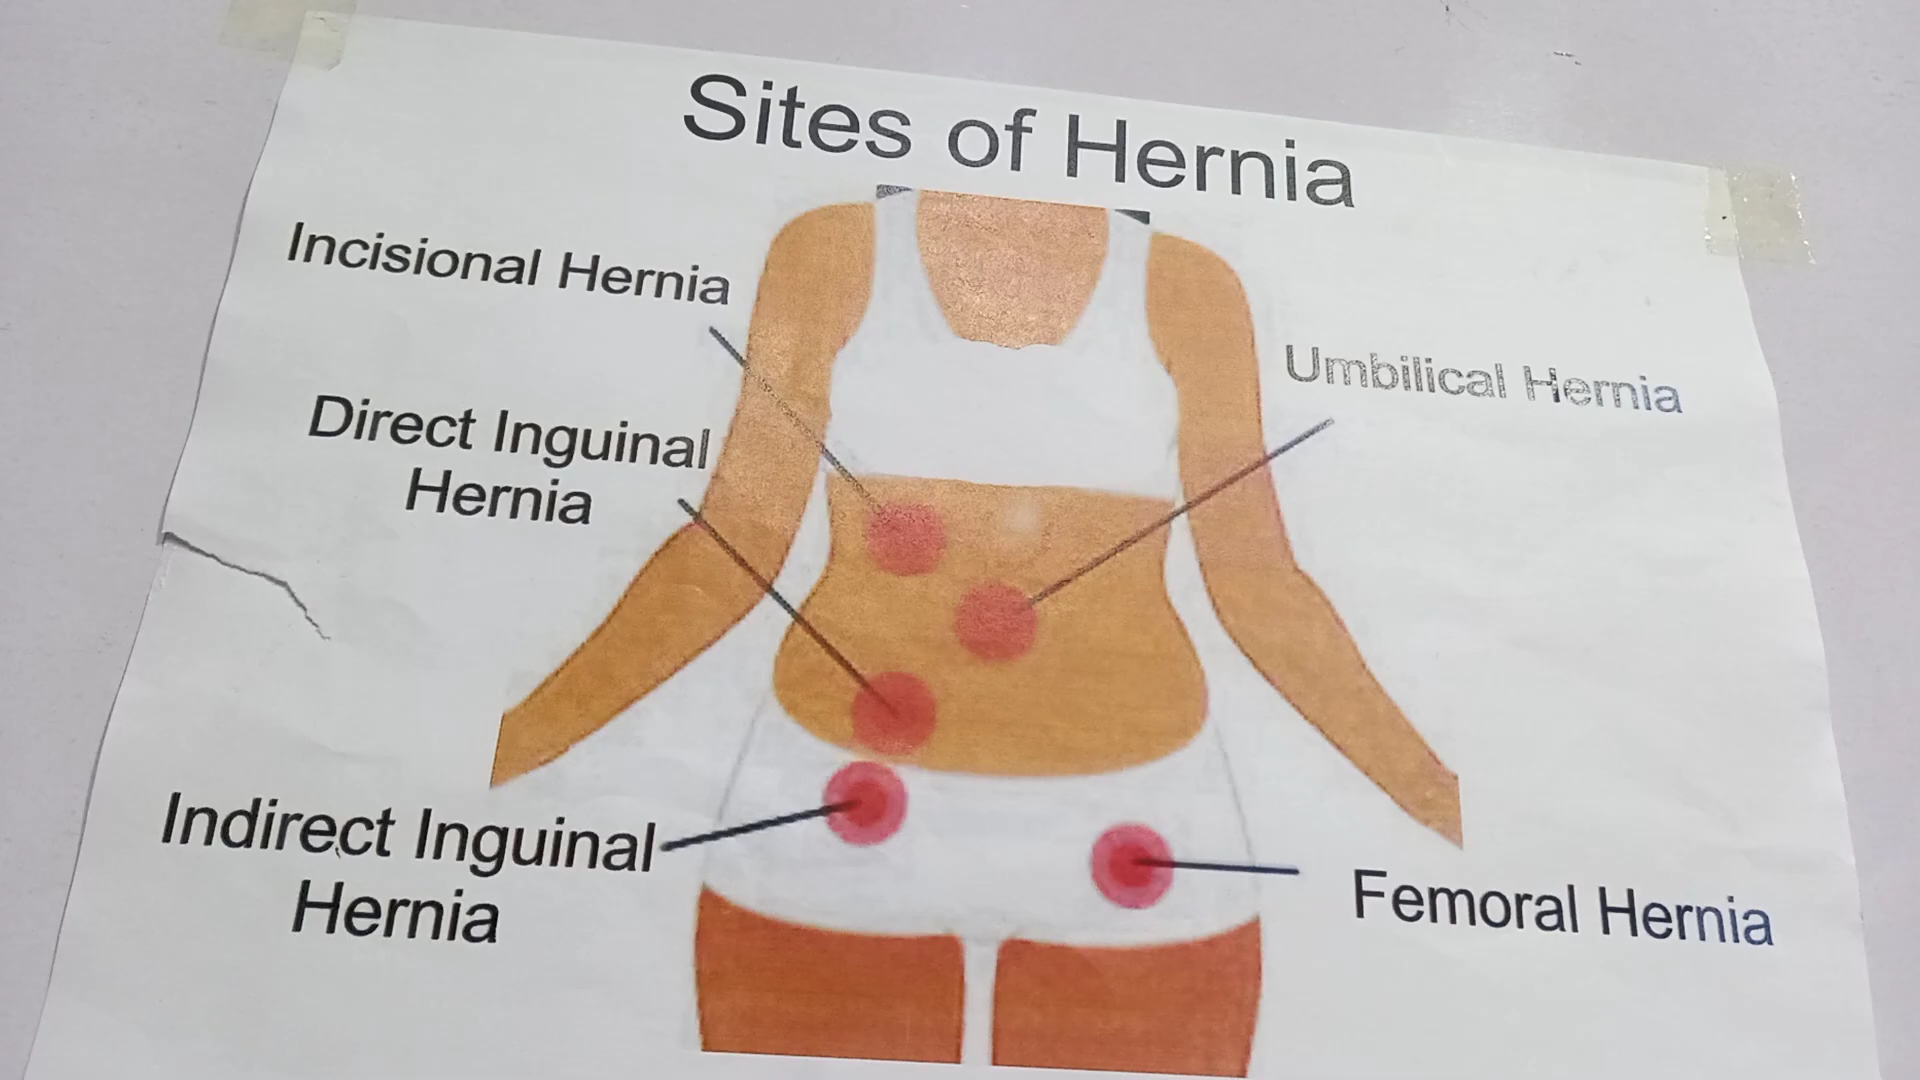 Sites of Hernia
Incisional Hernia
Umbilical Hernia
Direct Inguinal
Hernia
Indirect Inguinal
Hernia
Femoral Hernia